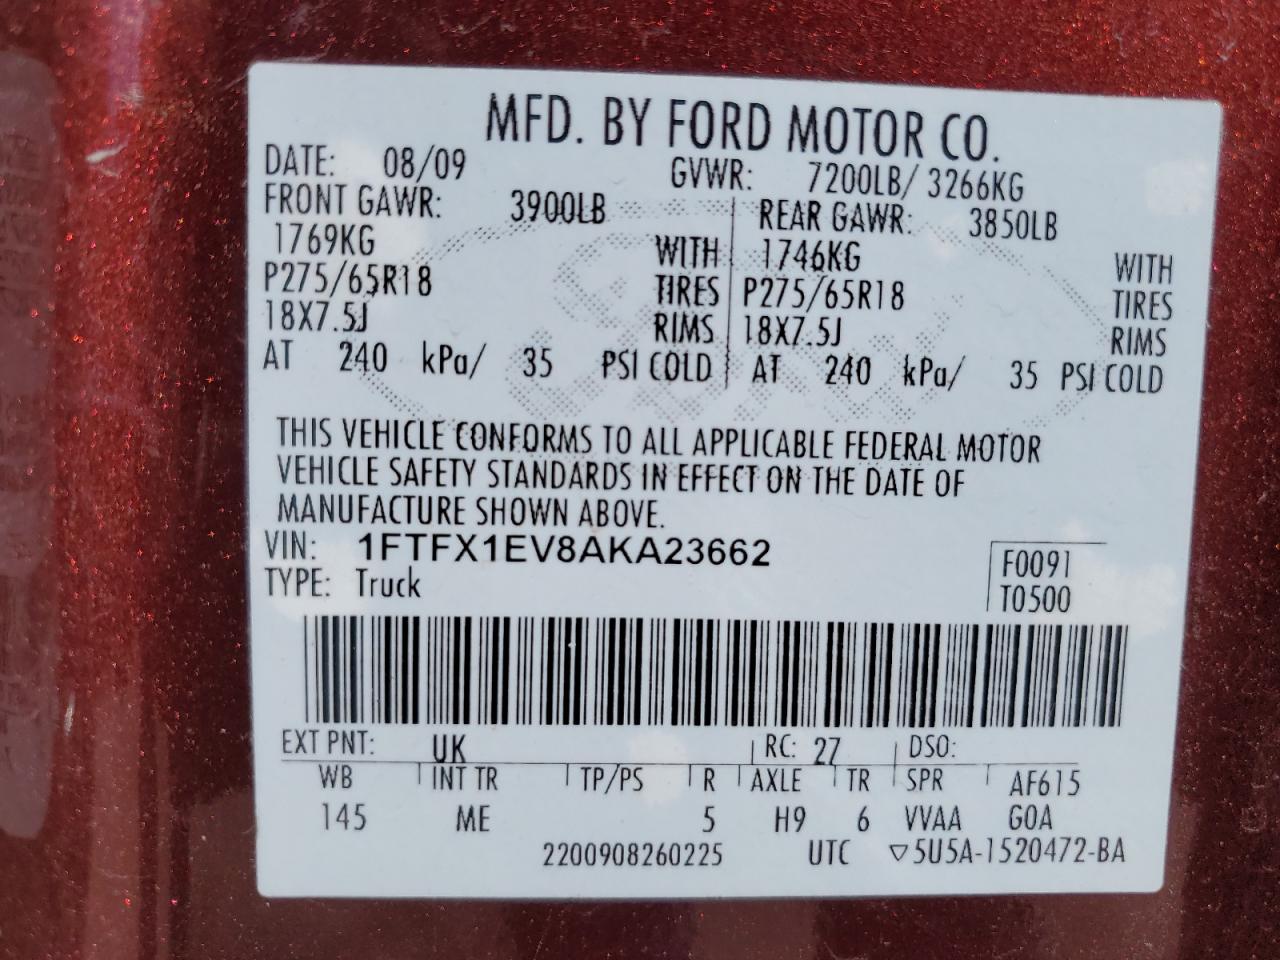 MFD. BY FORD MOTOR CO.
DATE: 08/09 GVWR: 7200LB/ 3266KG
FRONT GAWR: 3900LB REAR GAWR: 3850LB
1769KG WITH 1746KG WITH
P275/65R18 TIRES P275/65R18 TIRES
18X7.5J RIMS 18X7.5J RIMS
AT 240 kPa/ 35 PSI COLD AT 240 kPa/ 35 PSI COLD
THIS VEHICLE CONFORMS TO ALL APPLICABLE FEDERAL MOTOR
VEHICLE SAFETY STANDARDS IN EFFECT ON THE DATE OF
MANUFACTURE SHOWN ABOVE.
VIN: 1FTFX1EV8AKA23662 F0091
TYPE: Truck T0500
EXT PNT: UK RC: 27 DSO:
WB INT TR TP/PS R AXLE TR SPR AF615
145 ME 5 H9 6 VVAA GOA
2200908260225 UTC ▽5U5A-1520472-BA